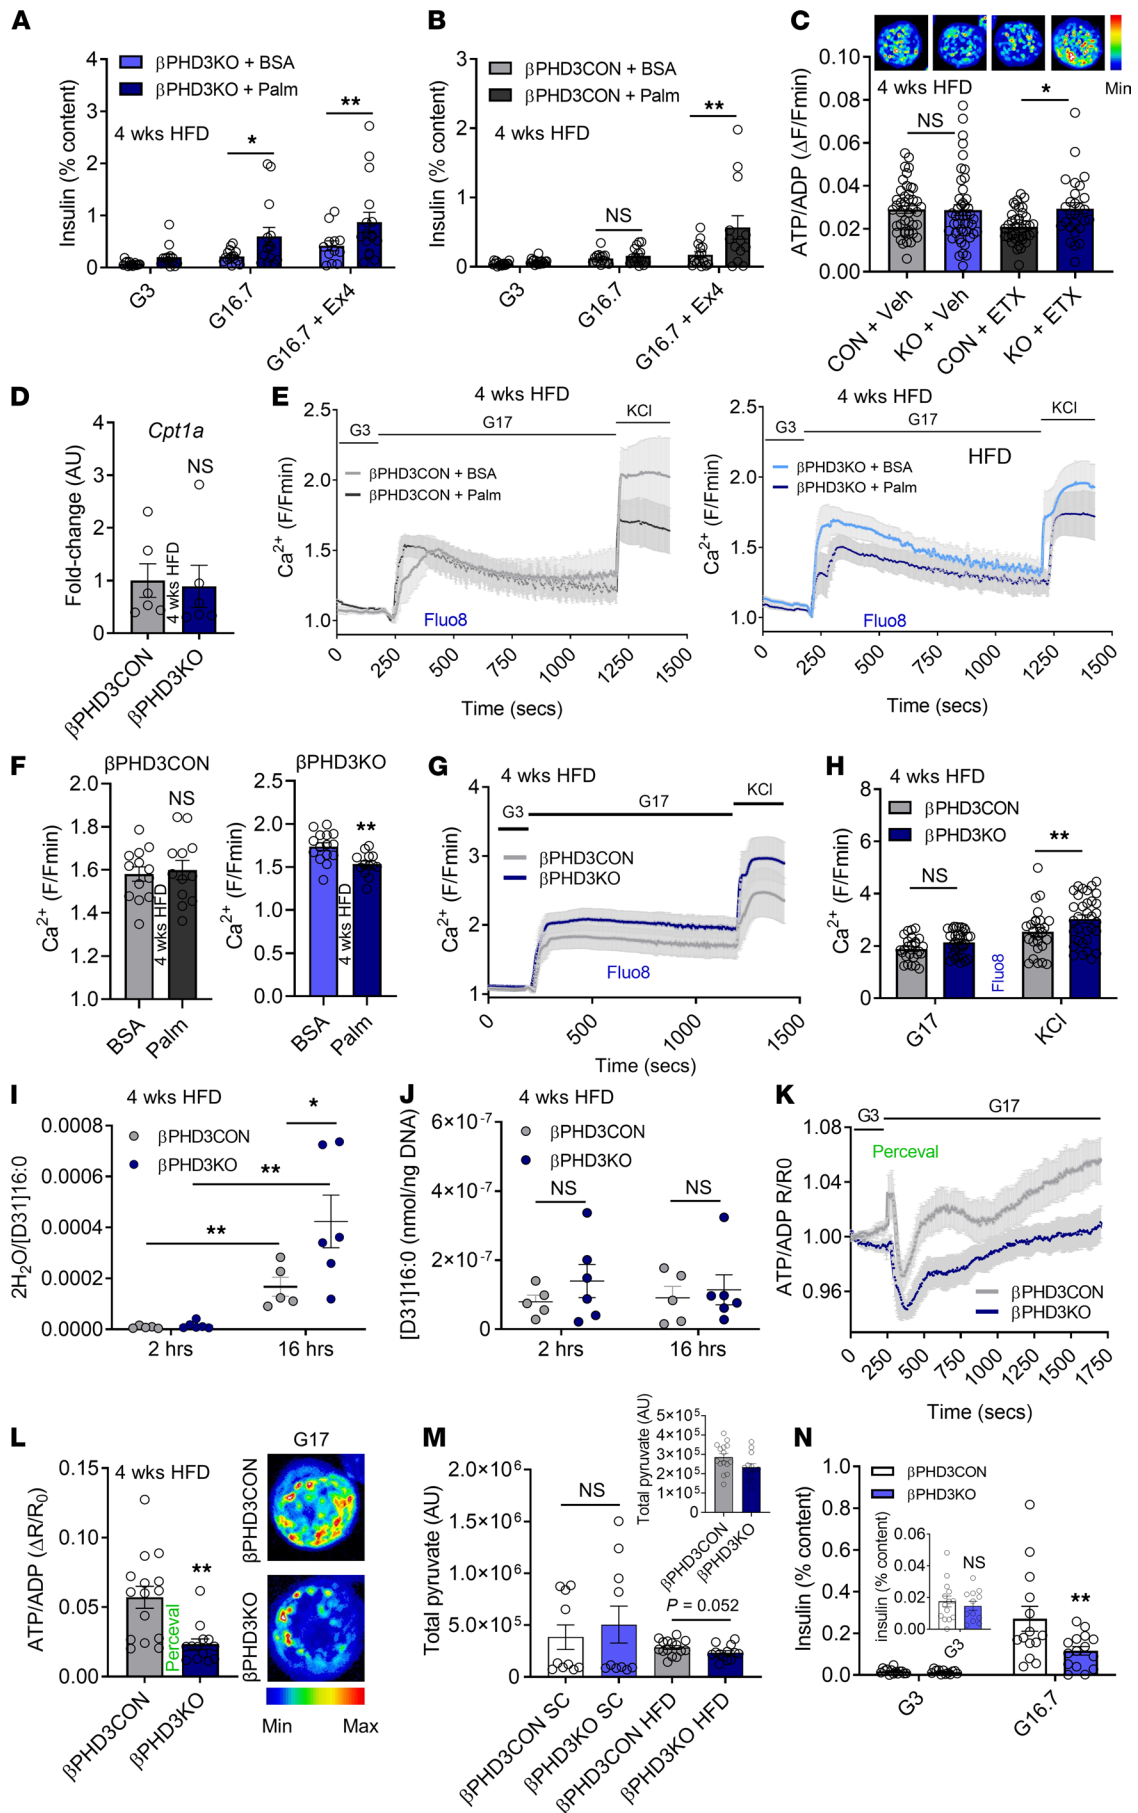 A
Insulin (% content)
4
3
2
1
0
βPHD3KO + BSA
βPHD3KO + Palm
4 wks HFD
*
**
G3
G16.7
G16.7 + Ex4
B
Insulin (% content)
3
2
1
0
βPHD3CON + BSA
βPHD3CON + Palm
4 wks HFD
NS
**
G3
G16.7
G16.7 + Ex4
C
Min
ATP/ADP (ΔF/Fmin)
0.10
0.08
0.06
0.04
0.02
0.00
4 wks HFD
NS
*
CON + Veh
KO + Veh
CON + ETX
KO + ETX
D
Fold-change (AU)
4
3
2
1
0
Cpt1a
NS
4 wks HFD
βPHD3CON
βPHD3KO
E
4 wks HFD
Ca2+ (F/Fmin)
2.5
2.0
1.5
1.0
G3
G17
KCl
βPHD3CON + BSA
βPHD3CON + Palm
Fluo8
0
250
500
750
1000
1250
1500
Time (secs)
4 wks HFD
Ca2+ (F/Fmin)
2.5
2.0
1.5
1.0
G3
G17
KCl
HFD
βPHD3KO + BSA
βPHD3KO + Palm
Fluo8
0
250
500
750
1000
1250
1500
Time (secs)
F
βPHD3CON
Ca2+ (F/Fmin)
2.0
1.8
1.6
1.4
1.2
1.0
NS
4 wks HFD
BSA
Palm
βPHD3KO
Ca2+ (F/Fmin)
2.5
2.0
1.5
1.0
0.5
0.0
**
4 wks HFD
BSA
Palm
G
4 wks HFD
Ca2+ (F/Fmin)
4
3
2
1
G3
G17
KCl
βPHD3CON
βPHD3KO
Fluo8
0
500
1000
1500
Time (secs)
H
4 wks HFD
Ca2+ (F/Fmin)
8
6
4
2
0
βPHD3CON
βPHD3KO
NS
**
Fluo8
G17
KCl
I
4 wks HFD
2H2O/[D31]16:0
0.0008
0.0006
0.0004
0.0002
0.0000
βPHD3CON
βPHD3KO
*
**
**
2 hrs
16 hrs
J
4 wks HFD
[D31]16:0 (nmol/ng DNA)
6×10-7
4×10-7
2×10-7
0
βPHD3CON
βPHD3KO
NS
NS
2 hrs
16 hrs
K
ATP/ADP R/R0
1.08
1.04
1.00
0.96
G3
G17
Perceval
βPHD3CON
βPHD3KO
0
250
500
750
1000
1250
1500
1750
Time (secs)
L
ATP/ADP (ΔR/R0)
0.15
0.10
0.05
0.00
4 wks HFD
**
Perceval
βPHD3CON
βPHD3KO
G17
βPHD3CON
βPHD3KO
Min
Max
M
Total pyruvate (AU)
2.0×106
1.5×106
1.0×106
5.0×105
0
NS
P = 0.052
βPHD3CON SC
βPHD3KO SC
βPHD3CON HFD
βPHD3KO HFD
Total pyruvate (AU)
5×105
4×105
3×105
2×105
1×105
0
βPHD3CON
βPHD3KO
N
Insulin (% content)
1.0
0.8
0.6
0.4
0.2
0.0
βPHD3CON
βPHD3KO
insulin (% content)
0.06
0.04
0.02
0.00
NS
G3
**
G3
G16.7